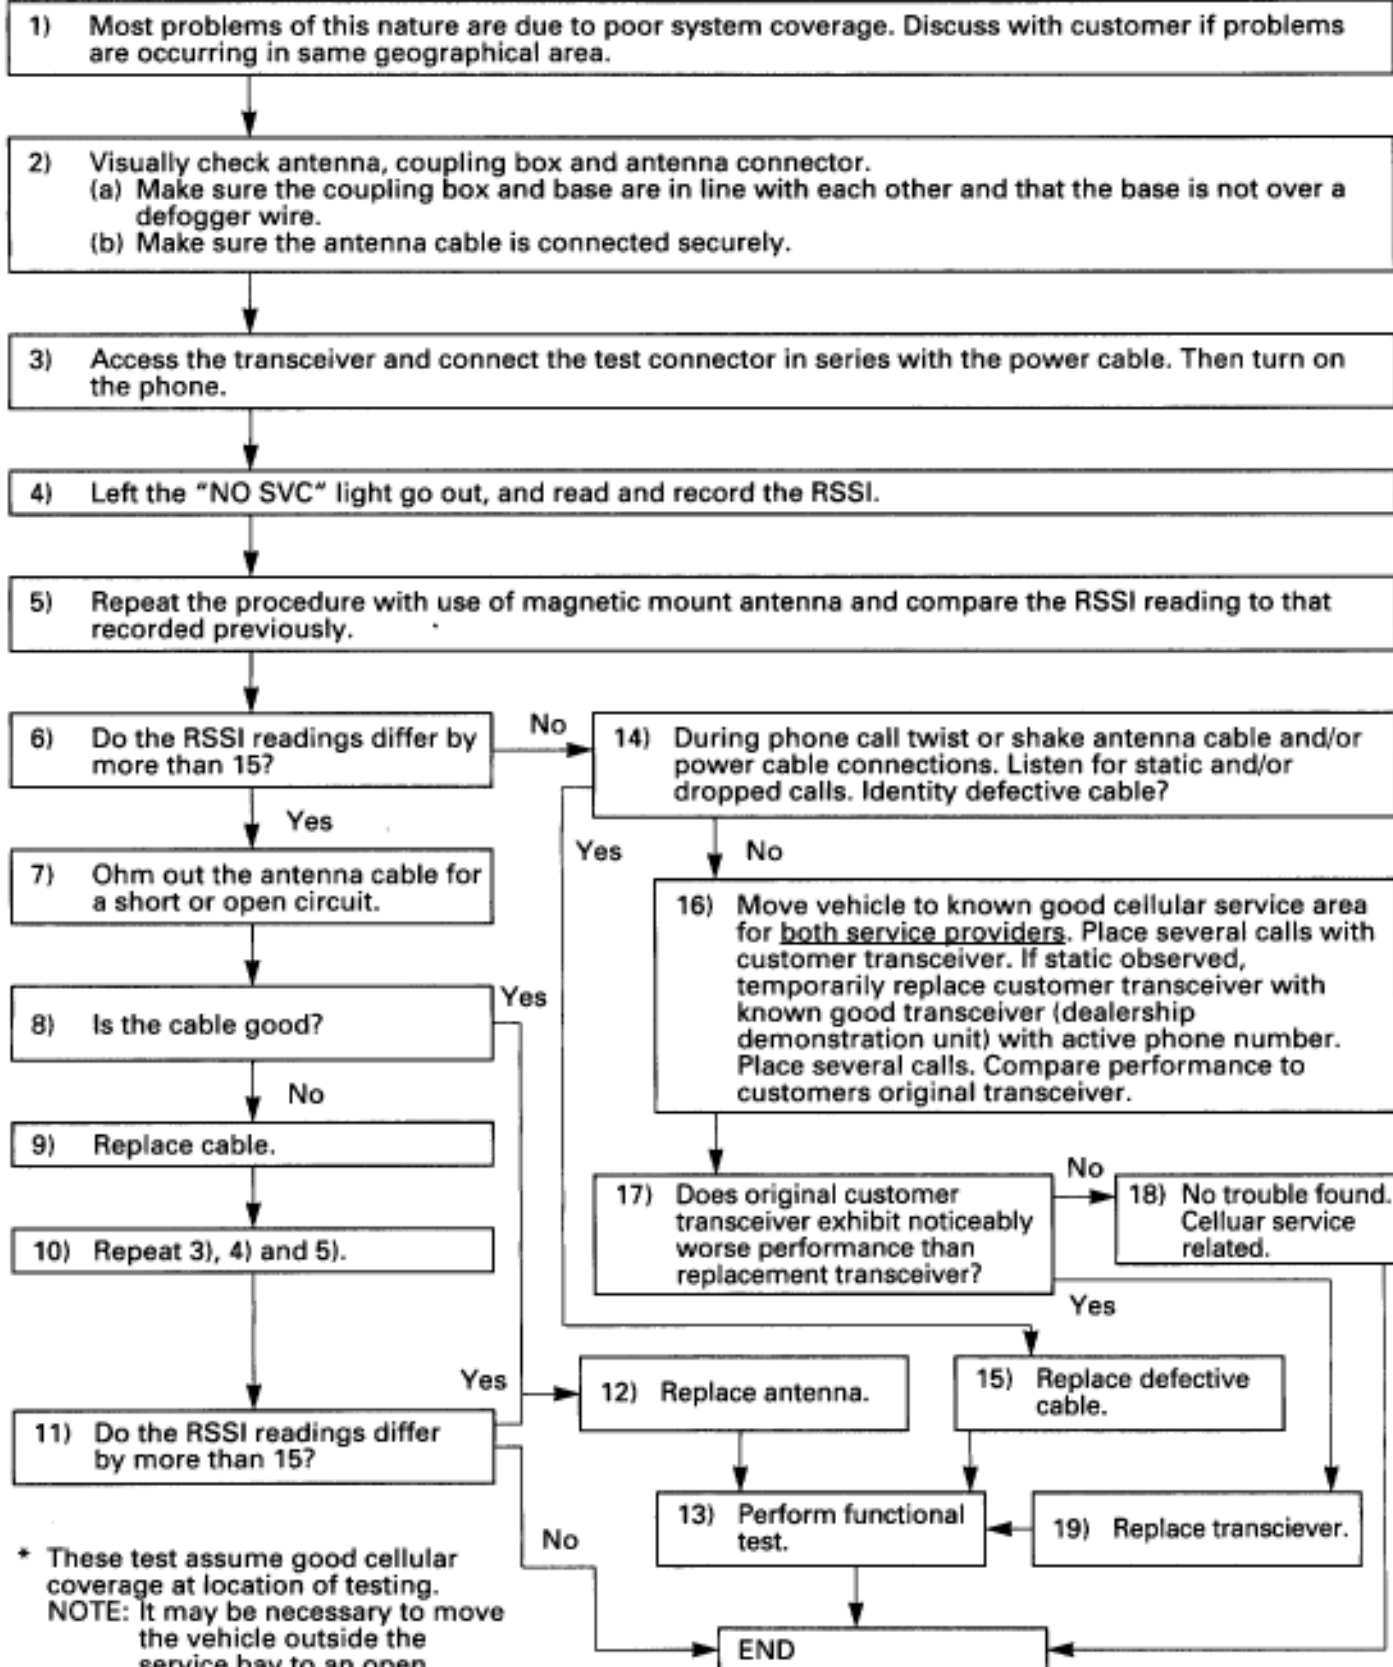 1) Most problems of this nature are due to poor system coverage. Discuss with customer if problems
are occurring in same geographical area.
2) Visually check antenna, coupling box and antenna connector.
(a) Make sure the coupling box and base are in line with each other and that the base is not over a
defogger wire.
(b) Make sure the antenna cable is connected securely.
3) Access the transceiver and connect the test connector in series with the power cable. Then turn on
the phone.
4) Left the "NO SVC" light go out, and read and record the RSSI.
5) Repeat the procedure with use of magnetic mount antenna and compare the RSSI reading to that
recorded previously.
6) Do the RSSI readings differ by
more than 15?
No
14) During phone call twist or shake antenna cable and/or
power cable connections. Listen for static and/or
dropped calls. Identity defective cable?
Yes
Yes
No
7) Ohm out the antenna cable for
a short or open circuit.
16) Move vehicle to known good cellular service area
for both service providers. Place several calls with
customer transceiver. If static observed,
temporarily replace customer transceiver with
known good transceiver (dealership
demonstration unit) with active phone number.
Place several calls. Compare performance to
customers original transceiver.
8) Is the cable good?
Yes
No
9) Replace cable.
10) Repeat 3), 4) and 5).
17) Does original customer
transceiver exhibit noticeably
worse performance than
replacement transceiver?
No
18) No trouble found.
Celluar service
related.
Yes
Yes
11) Do the RSSI readings differ
by more than 15?
12) Replace antenna.
15) Replace defective
cable.
No
13) Perform functional
test.
19) Replace transciever.
* These test assume good cellular
coverage at location of testing.
NOTE: It may be necessary to move
the vehicle outside the
service bay to an open
END